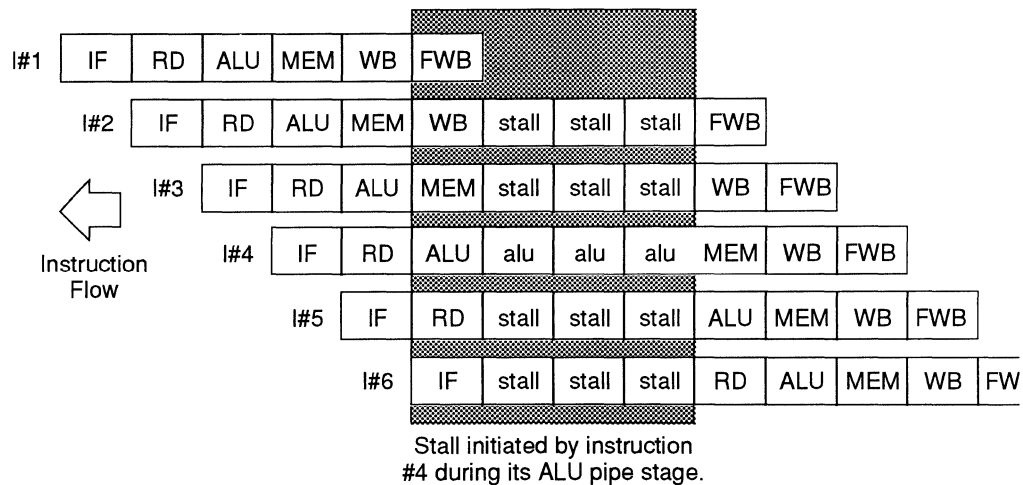 I#1 IF RD ALU MEM WB FWB
I#2 IF RD ALU MEM WB stall stall stall FWB
I#3 IF RD ALU MEM stall stall stall WB FWB
I#4 IF RD ALU alu alu alu MEM WB FWB
Instruction
Flow
I#5 IF RD stall stall stall ALU MEM WB FWB
I#6 IF stall stall stall RD ALU MEM WB FW
Stall initiated by instruction
#4 during its ALU pipe stage.